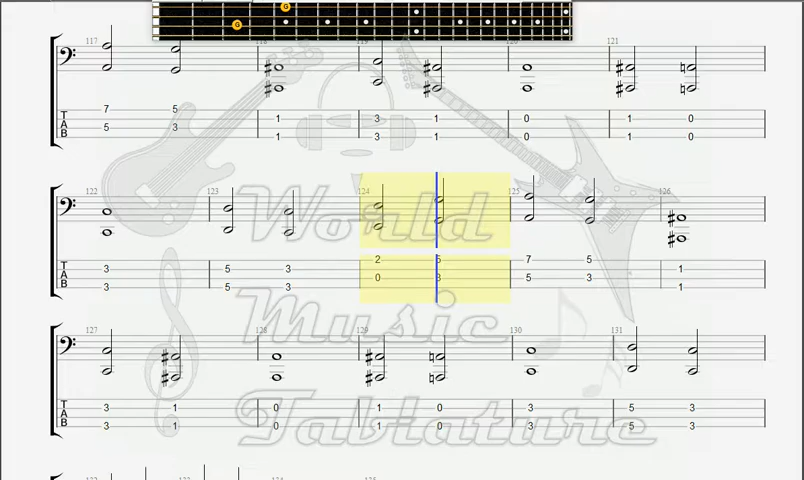 G
G
117 118 119 120 121
7 5
1 3 1 0 1 0
T A B
5 3 1 3 1 0 1 0
122 123 124 125 126
2 5 7 5
T A B
3 5 3 0 3 5 3 1
3 5 3 1
World
127 128 129 130 131
Music
T A B
3 1 0 1 0 3 5 3
3 1 0 1 0 3 5 3
Tablature